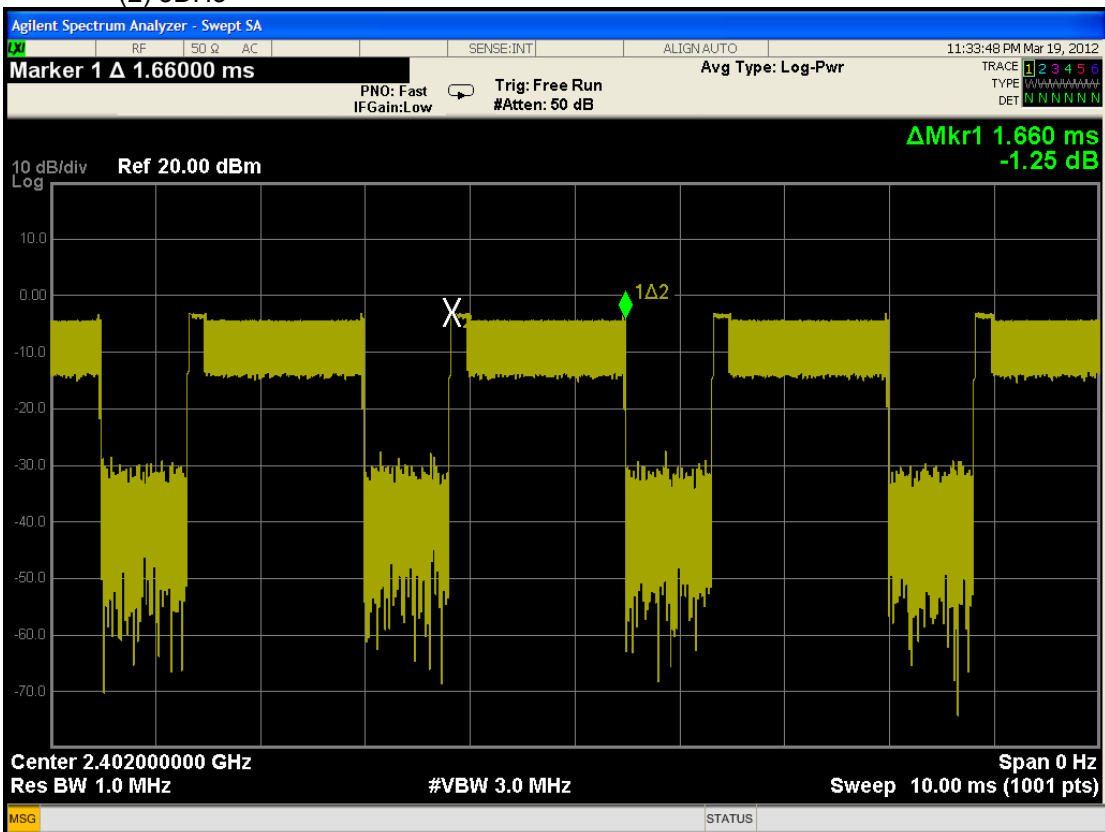 Agilent Spectrum Analyzer - Swept SA
LXI RF 50 Ω AC SENSE:INT ALIGN AUTO 11:33:48 PM Mar 19, 2012
Marker 1 Δ 1.66000 ms
PNO: Fast
IFGain:Low
Trig: Free Run
#Atten: 50 dB
Avg Type: Log-Pwr
TRACE 1 2 3 4 5 6
TYPE
DET N N N N N N
ΔMkr1 1.660 ms
-1.25 dB
10 dB/div Ref 20.00 dBm
Log
10.0
0.00
1Δ2
-10.0
-20.0
-30.0
-40.0
-50.0
-60.0
-70.0
Center 2.402000000 GHz Span 0 Hz
Res BW 1.0 MHz #VBW 3.0 MHz Sweep 10.00 ms (1001 pts)
MSG STATUS